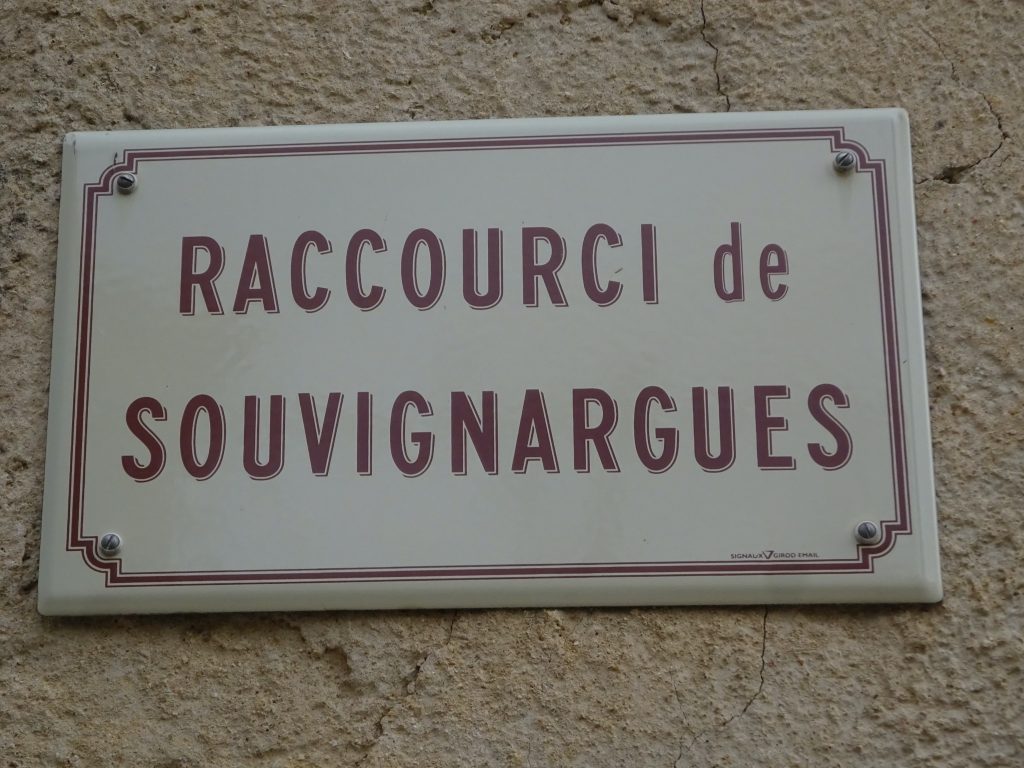 RACCOURCI de
SOUVIGNARGUES
SIGNAUX GIROD EMAIL